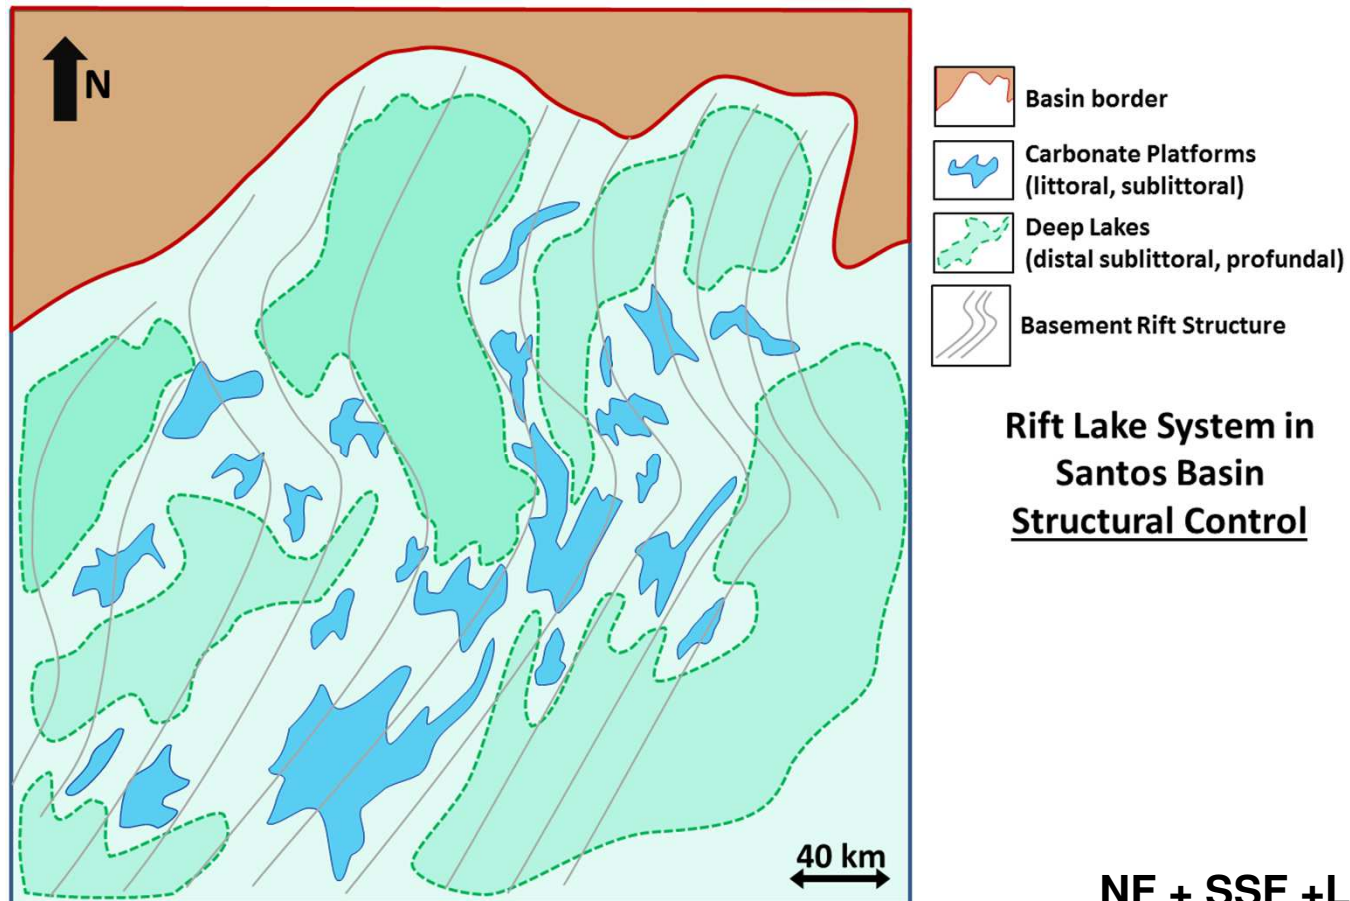 N
Basin border
Carbonate Platforms
(littoral, sublittoral)
Deep Lakes
(distal sublittoral, profundal)
Basement Rift Structure
Rift Lake System in
Santos Basin
Structural Control
40 km